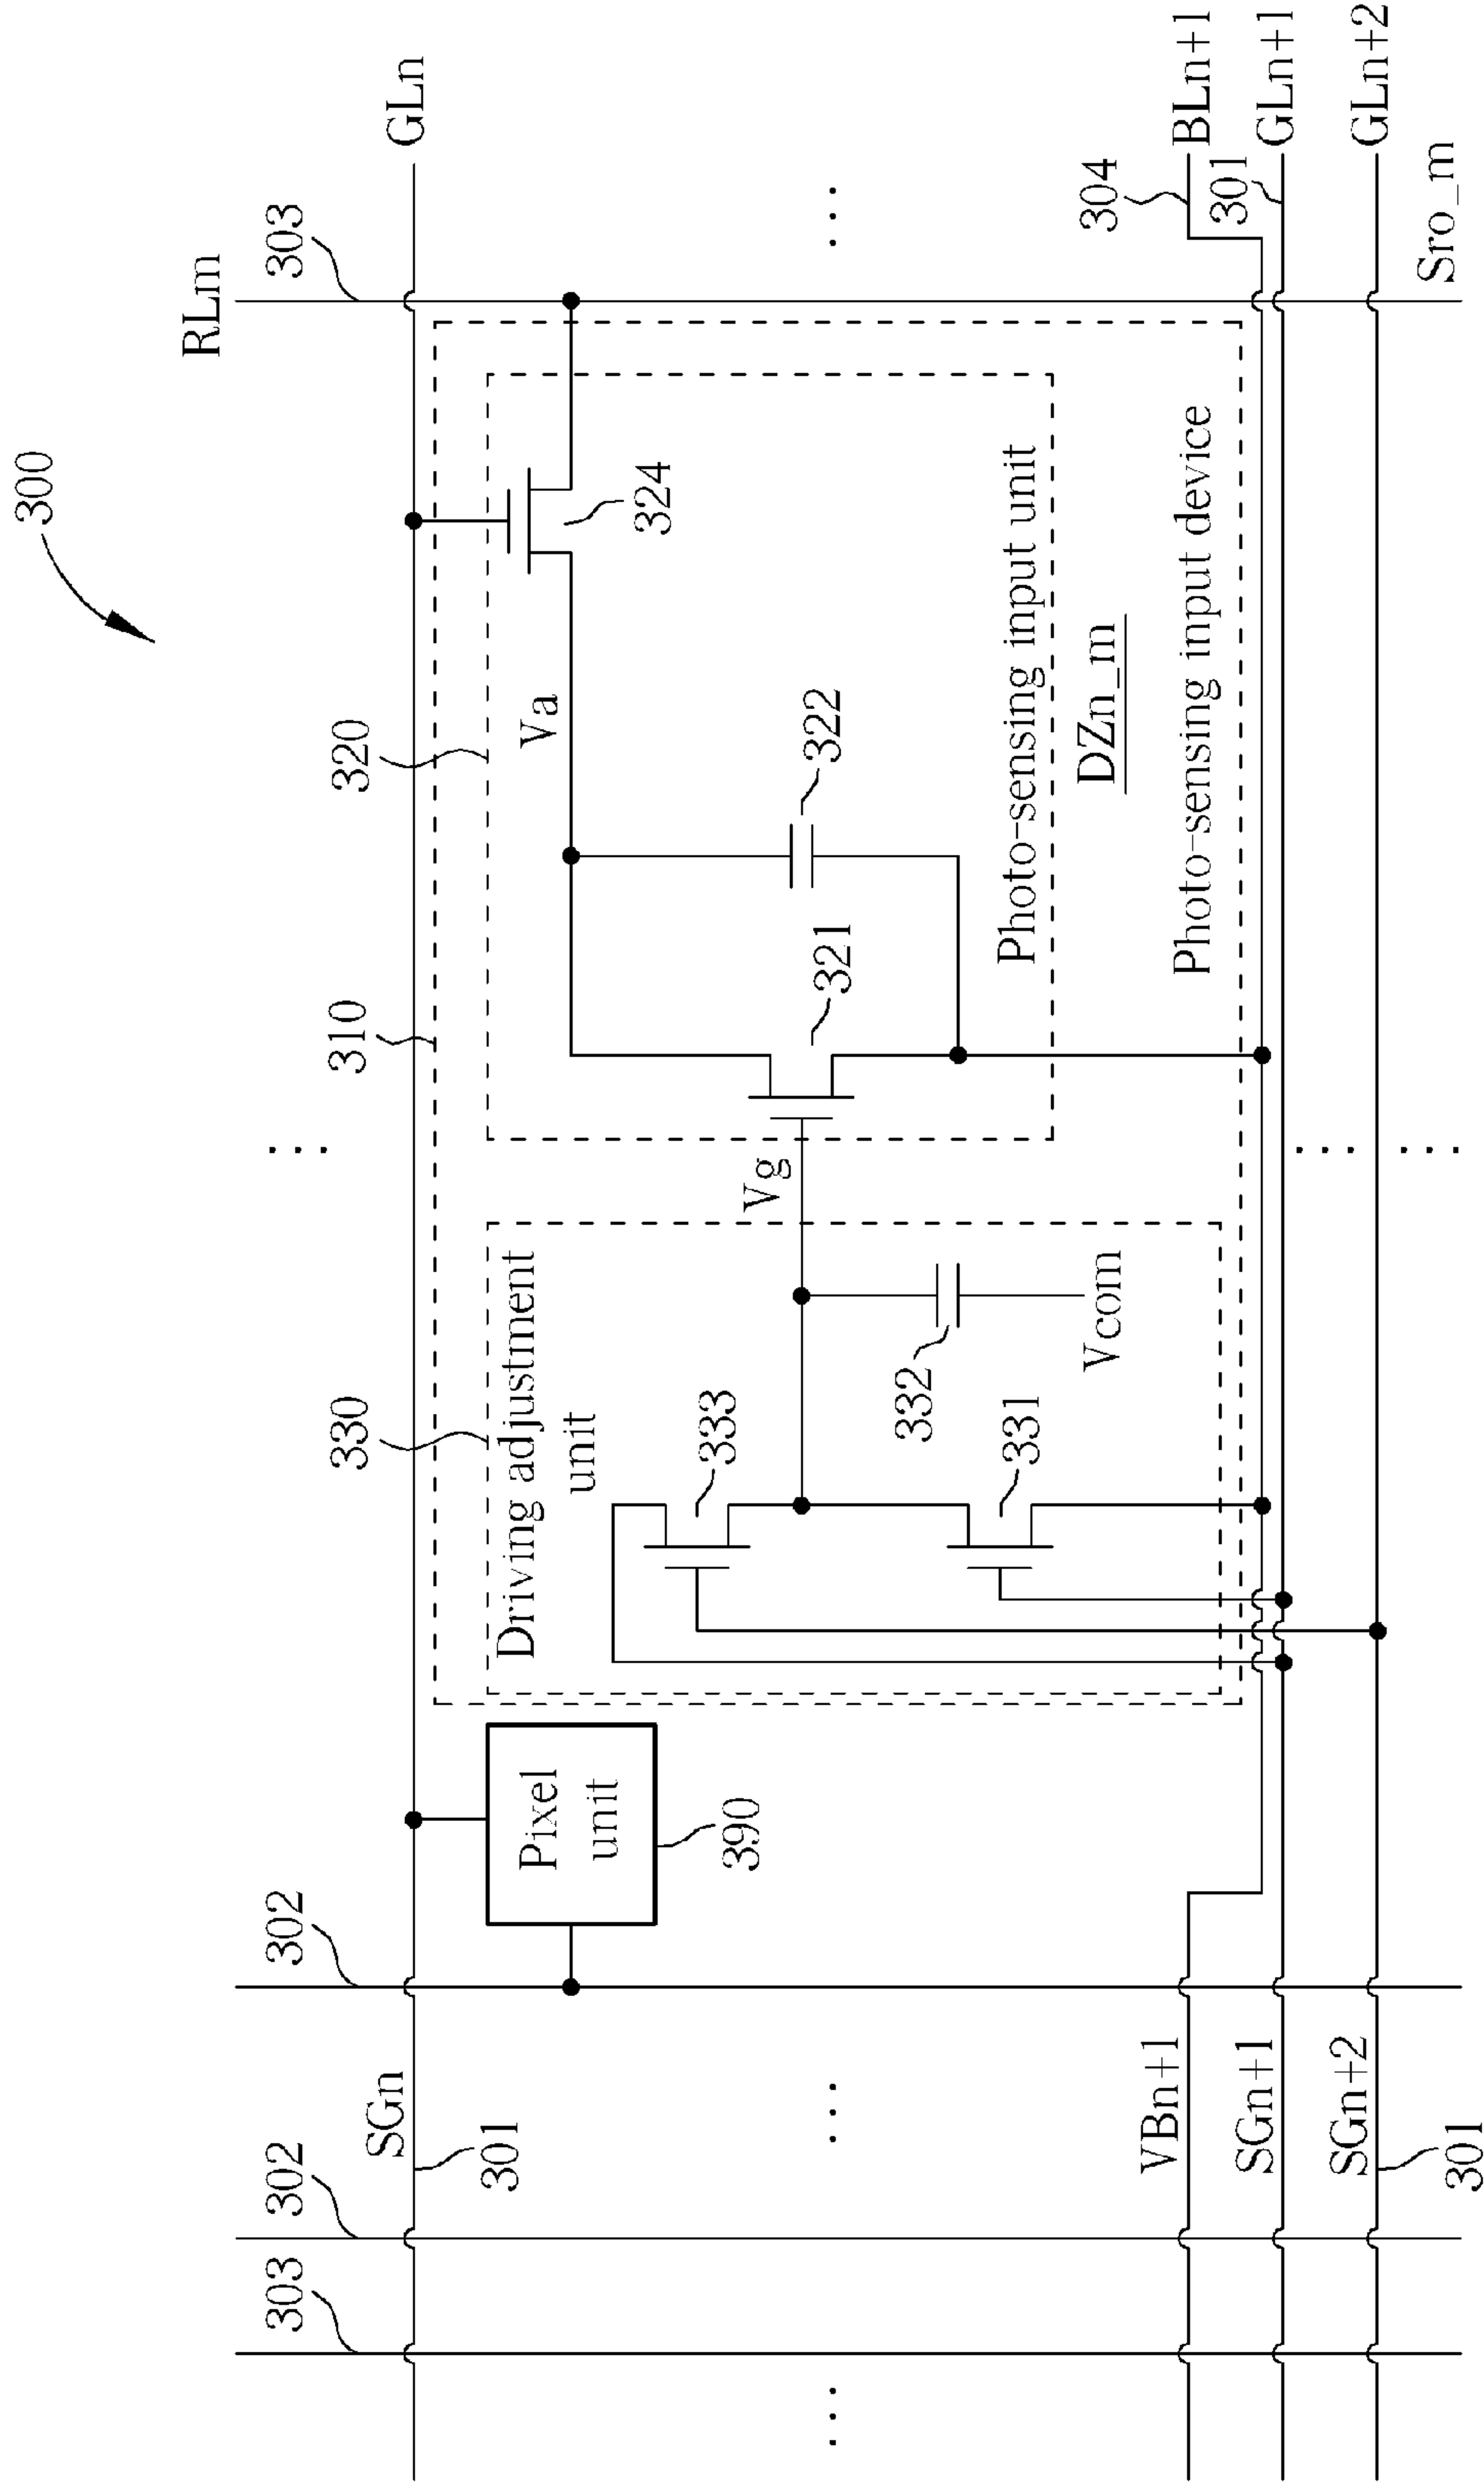 300
RLm
303
302
302
303
GLn
SGn
301
310
320
330
Driving adjustment
unit
Pixel
unit
390
333
331
332
Vcom
Vg
Va
321
322
324
Photo-sensing input unit
DZn_m
Photo-sensing input device
304
BLn+1
301
GLn+1
GLn+2
VBn+1
SGn+1
SGn+2
301
Sro_m